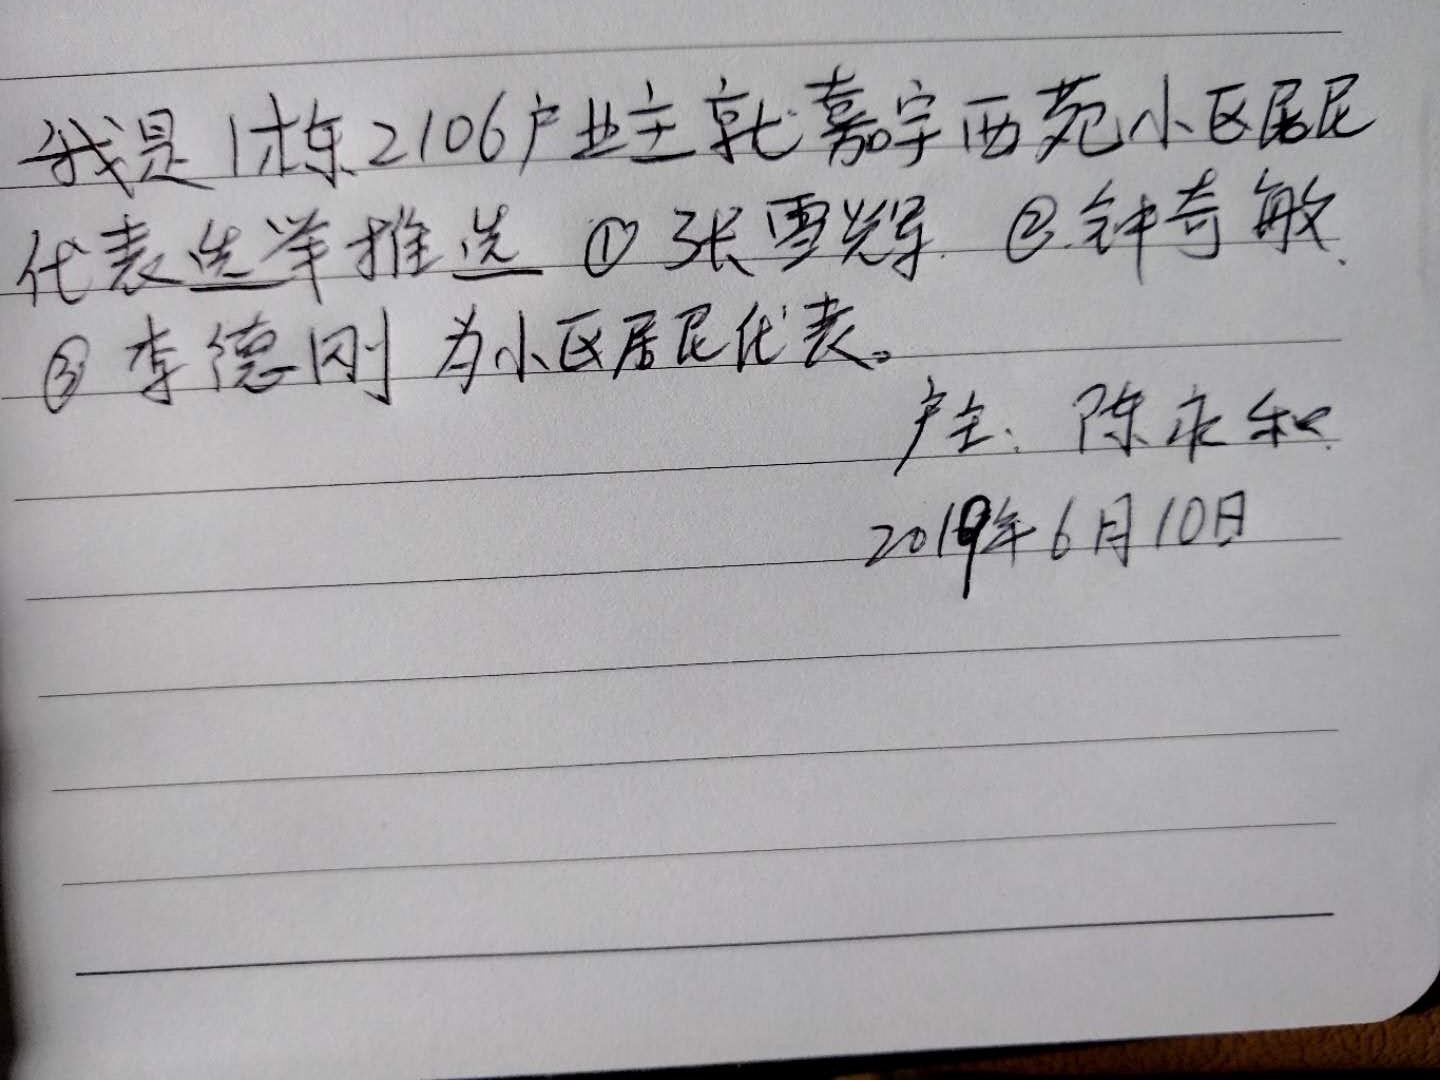 我是1栋2106户业主就嘉宇西苑小区居民
代表选举推选①张雪辉.②钟奇敏.
③李德刚为小区居民代表。
户主:陈永和.
2019年6月10日